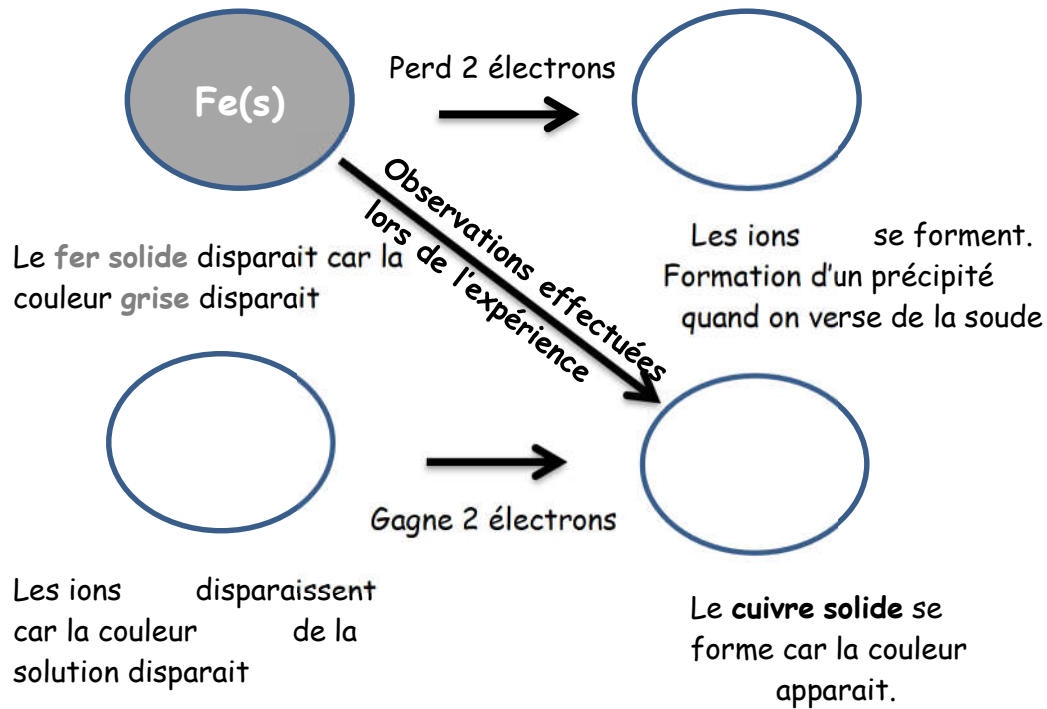 Fe(s)
Perd 2 électrons
Observations effectuées
lors de l'expérience
Le fer solide disparait car la
couleur grise disparait
Les ions se forment.
Formation d'un précipité
quand on verse de la soude
Gagne 2 électrons
Les ions disparaissent
car la couleur de la
solution disparait
Le cuivre solide se
forme car la couleur
apparait.